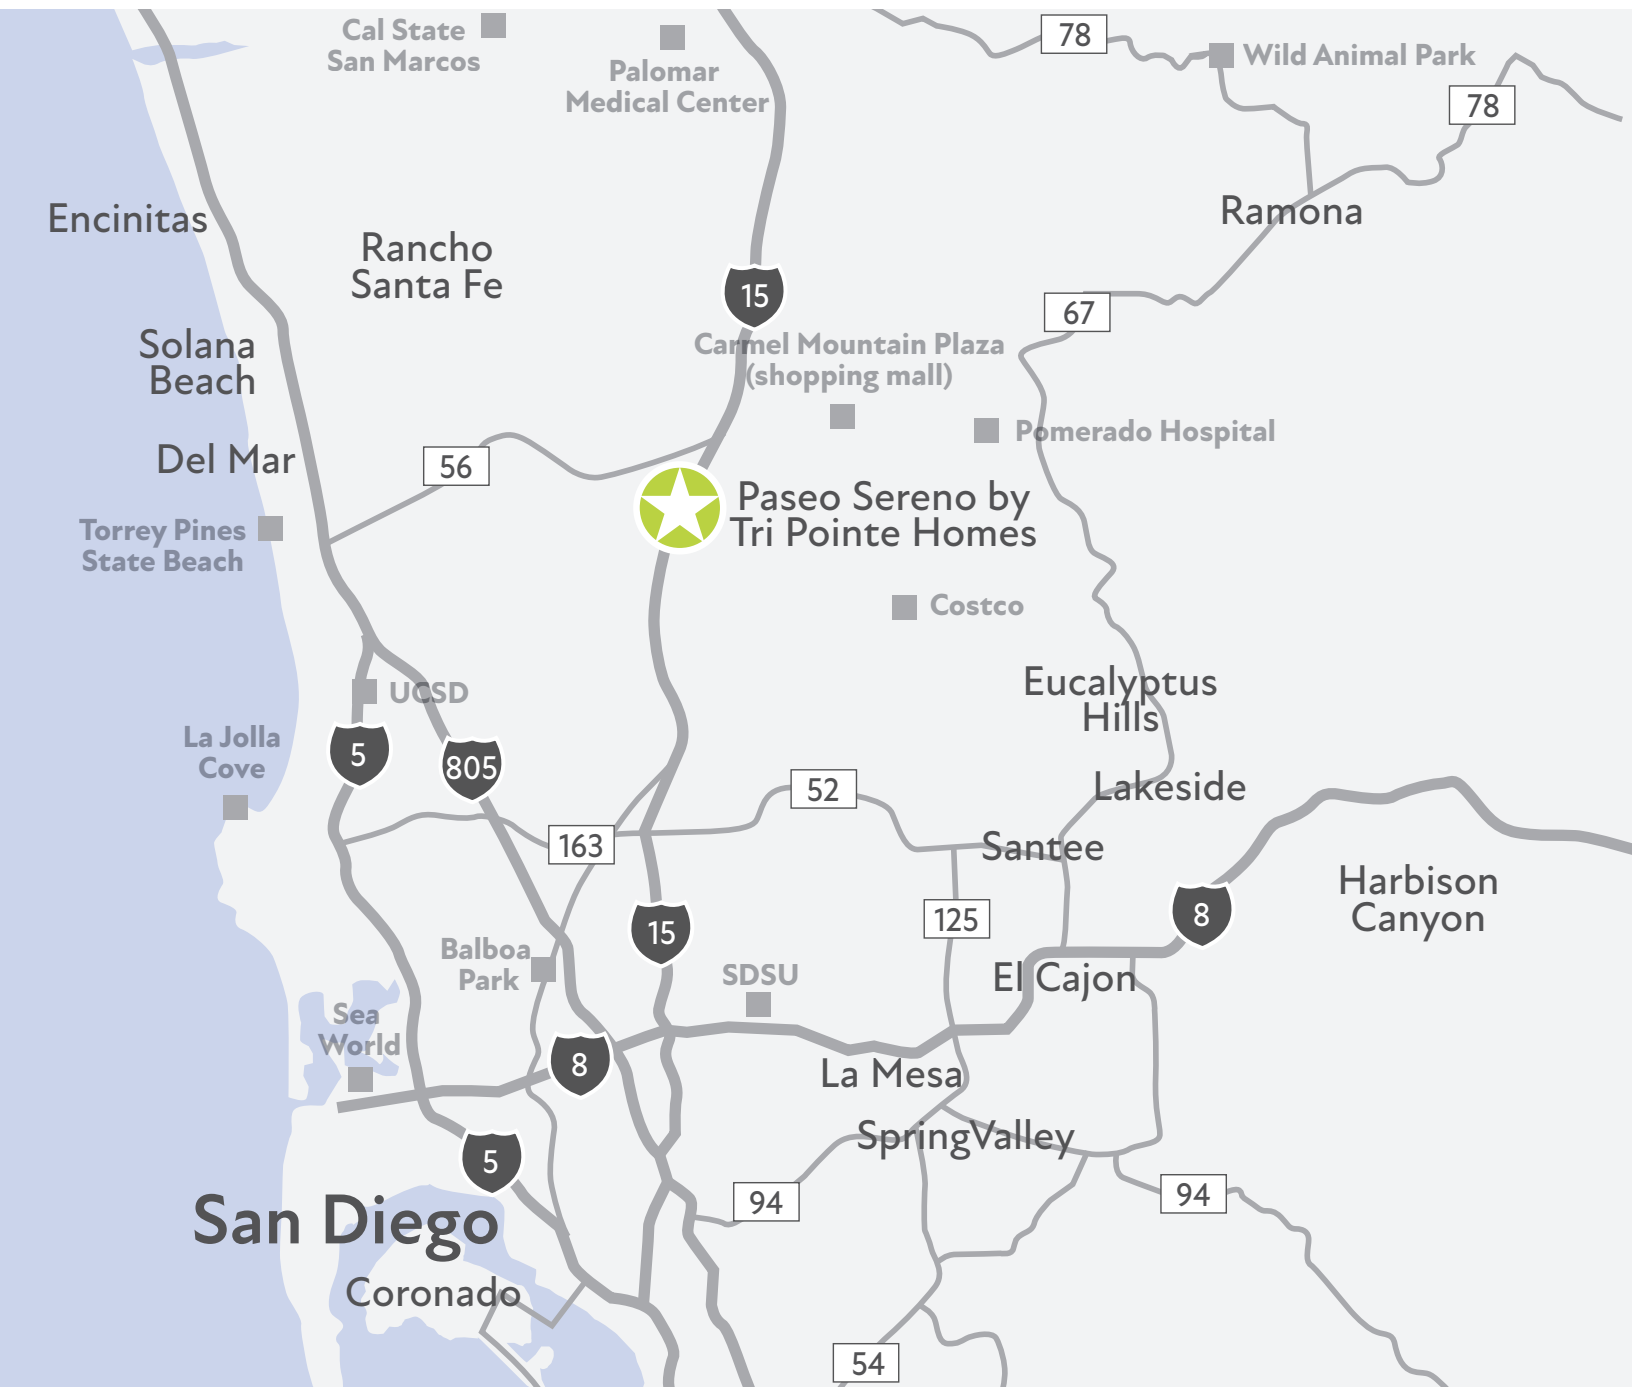 Cal State
San Marcos
Palomar
Medical Center
78
Wild Animal Park
78
Encinitas
Rancho
Santa Fe
Ramona
15
67
Solana
Beach
Carmel Mountain Plaza
(shopping mall)
Pomerado Hospital
Del Mar
56
Paseo Sereno by
Tri Pointe Homes
Torrey Pines
State Beach
Costco
UCSD
Eucalyptus
Hills
La Jolla
Cove
5
805
52
Lakeside
163
Santee
Harbison
Canyon
15
125
8
Balboa
Park
SDSU
El Cajon
Sea
World
8
La Mesa
SpringValley
5
94
94
San Diego
Coronado
54